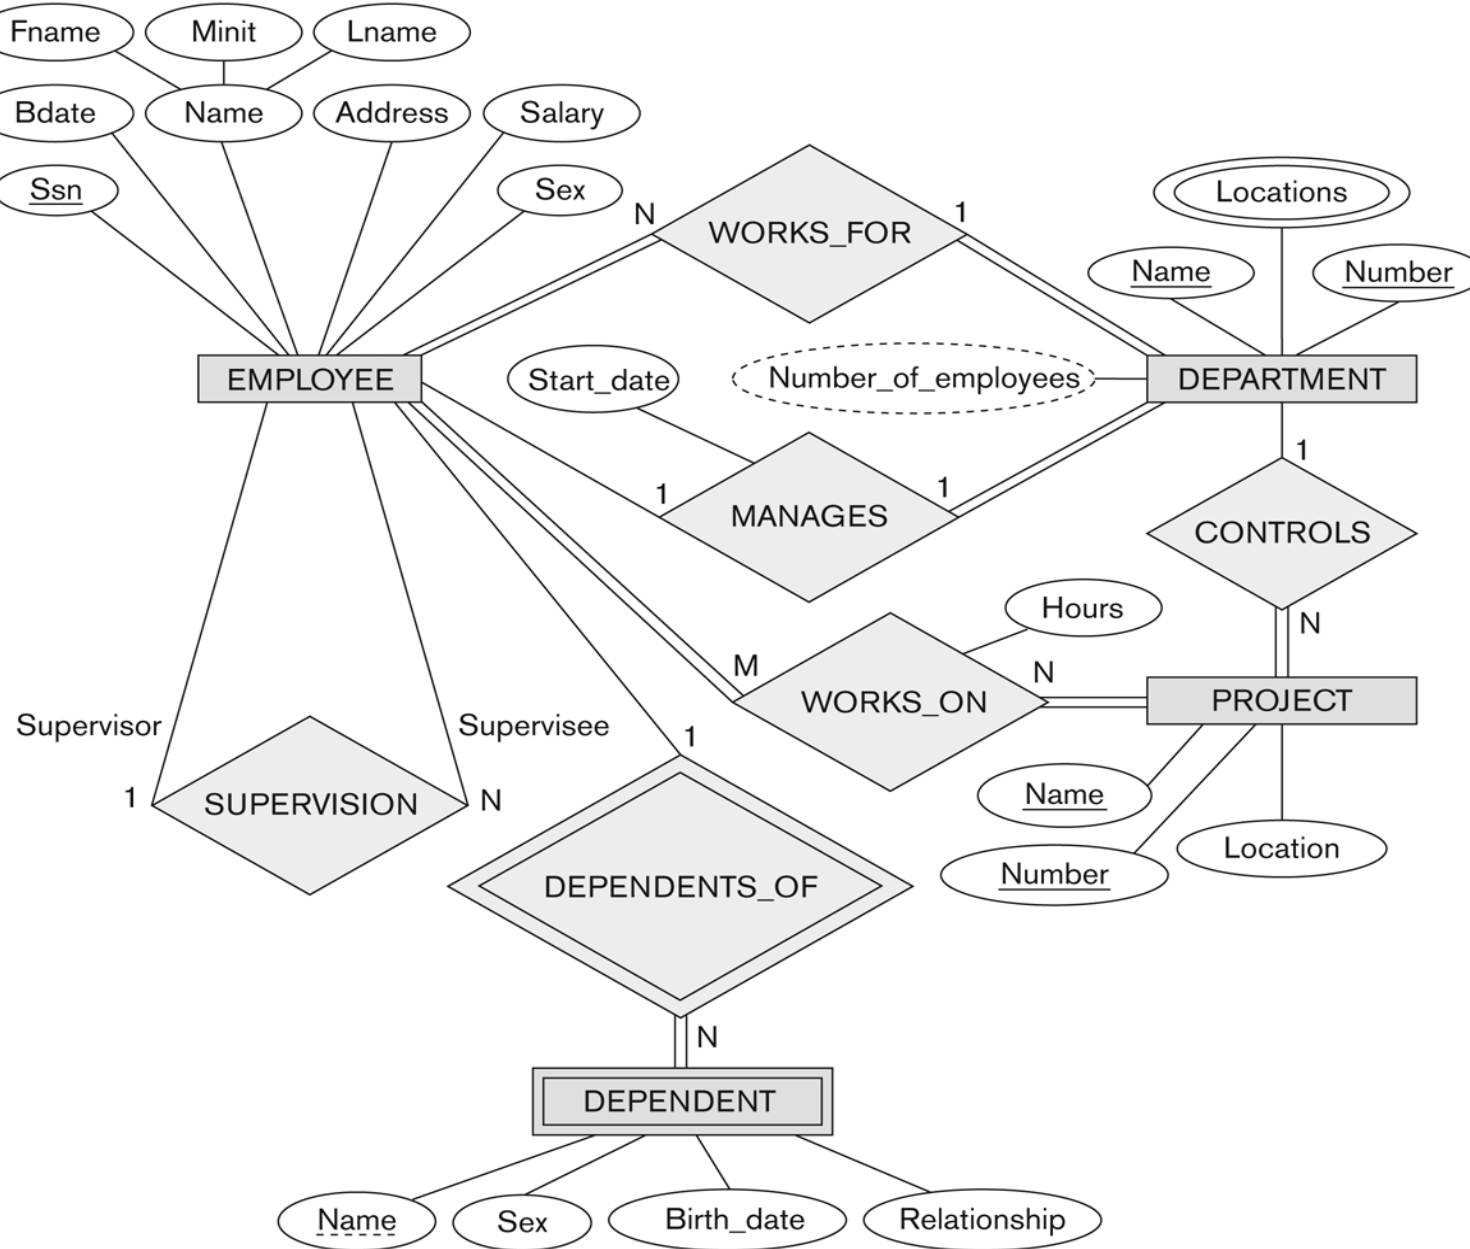 Fname Minit Lname
Bdate Name Address Salary
Ssn Sex
N WORKS_FOR 1
Locations
Name Number
EMPLOYEE Start_date Number_of_employees DEPARTMENT
1 MANAGES 1
1
CONTROLS
N
Hours
M WORKS_ON N
PROJECT
Name
Number
Location
Supervisor Supervisee
1 SUPERVISION N
1
DEPENDENTS_OF
N
DEPENDENT
Name Sex Birth_date Relationship